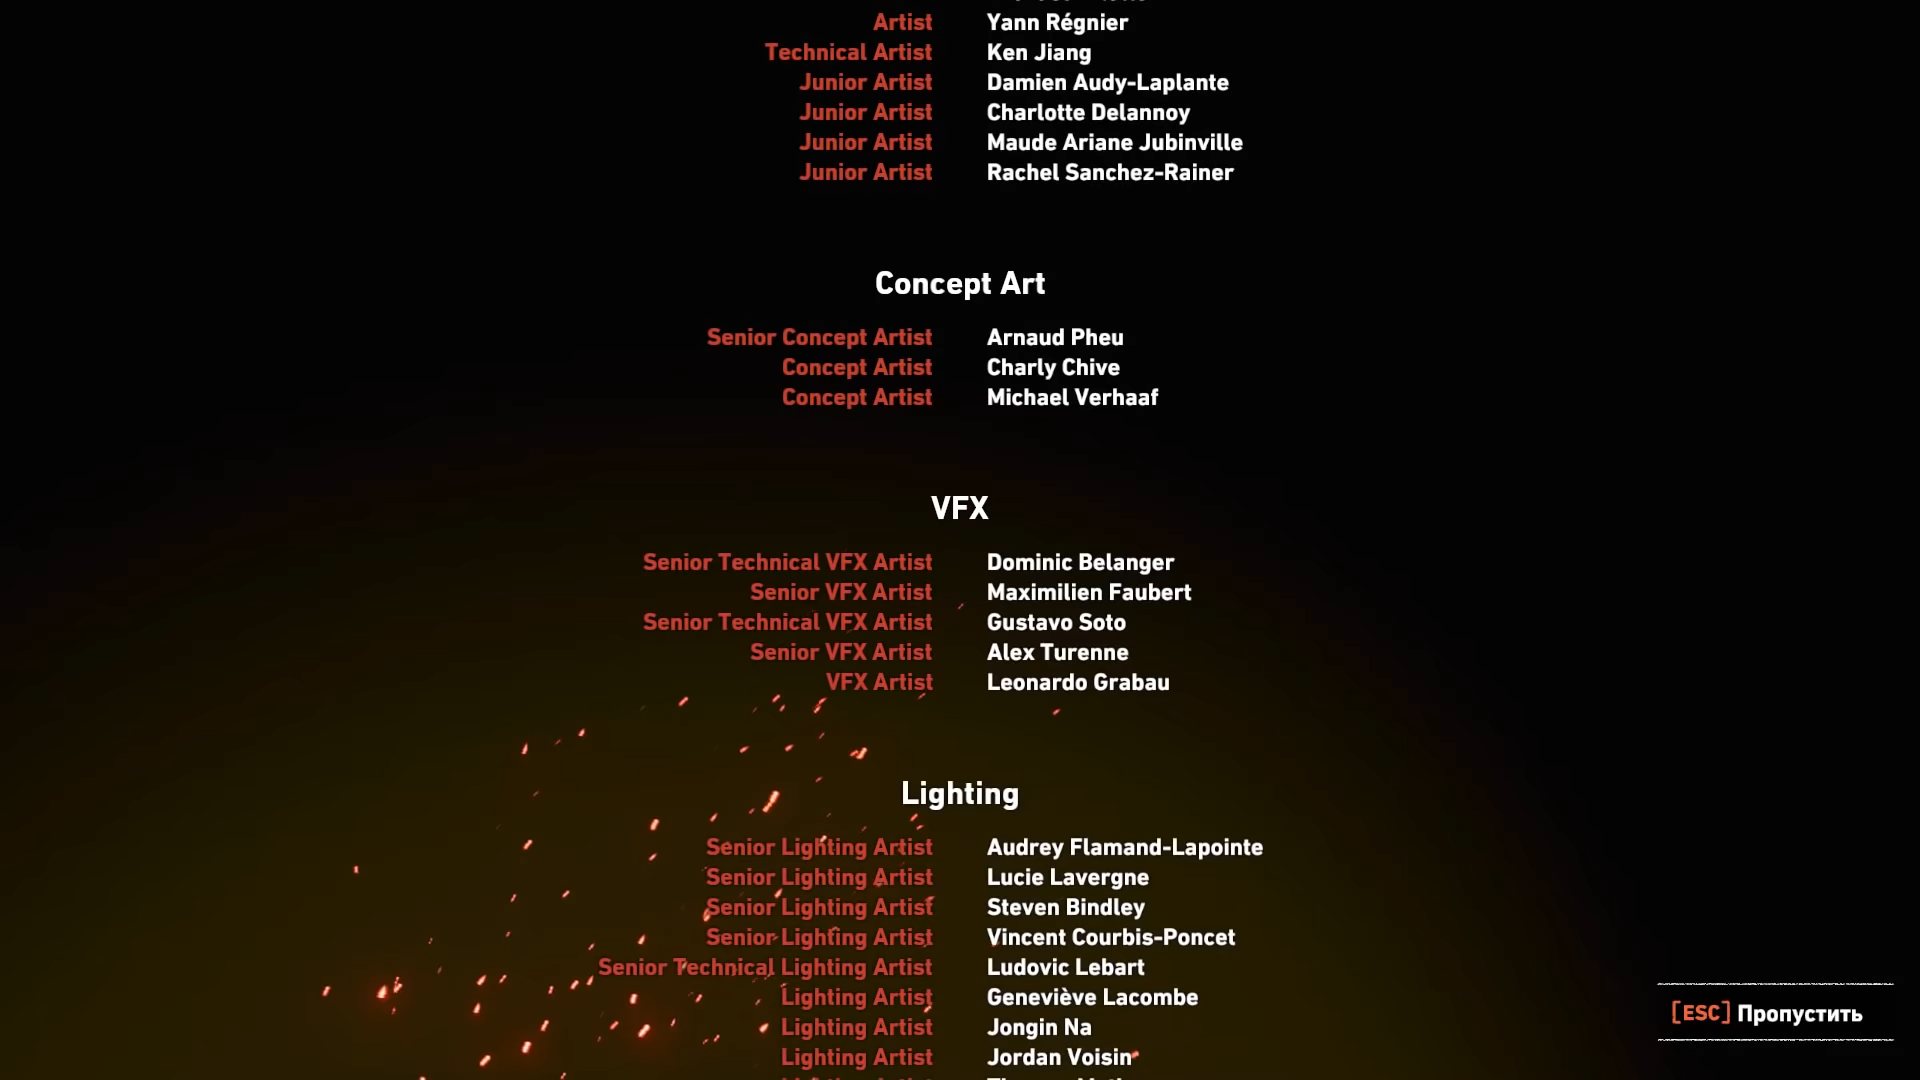 Artist Yann Régnier
Technical Artist Ken Jiang
Junior Artist Damien Audy-Laplante
Junior Artist Charlotte Delannoy
Junior Artist Maude Ariane Jubinville
Junior Artist Rachel Sanchez-Rainer
Concept Art
Senior Concept Artist Arnaud Pheu
Concept Artist Charly Chive
Concept Artist Michael Verhaaf
VFX
Senior Technical VFX Artist Dominic Belanger
Senior VFX Artist Maximilien Faubert
Senior Technical VFX Artist Gustavo Soto
Senior VFX Artist Alex Turenne
VFX Artist Leonardo Grabau
Lighting
Senior Lighting Artist Audrey Flamand-Lapointe
Senior Lighting Artist Lucie Lavergne
Senior Lighting Artist Steven Bindley
Senior Lighting Artist Vincent Courbis-Poncet
Senior Technical Lighting Artist Ludovic Lebart
Lighting Artist Geneviève Lacombe
Lighting Artist Jongin Na
Lighting Artist Jordan Voisin
[ESC] Пропустить